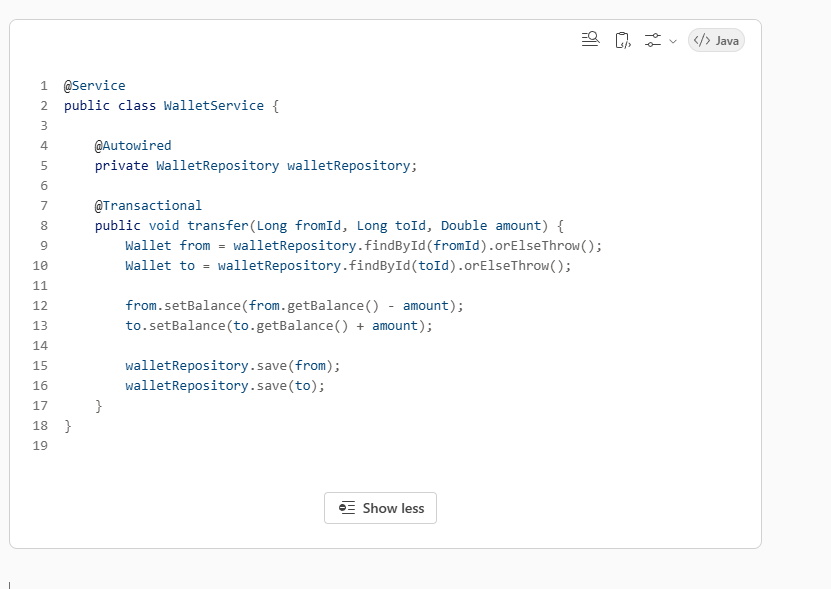 </> Java
1 @Service
2 public class WalletService {
3
4     @Autowired
5     private WalletRepository walletRepository;
6
7     @Transactional
8     public void transfer(Long fromId, Long toId, Double amount) {
9         Wallet from = walletRepository.findById(fromId).orElseThrow();
10         Wallet to = walletRepository.findById(toId).orElseThrow();
11
12         from.setBalance(from.getBalance() - amount);
13         to.setBalance(to.getBalance() + amount);
14
15         walletRepository.save(from);
16         walletRepository.save(to);
17     }
18 }
19
Show less